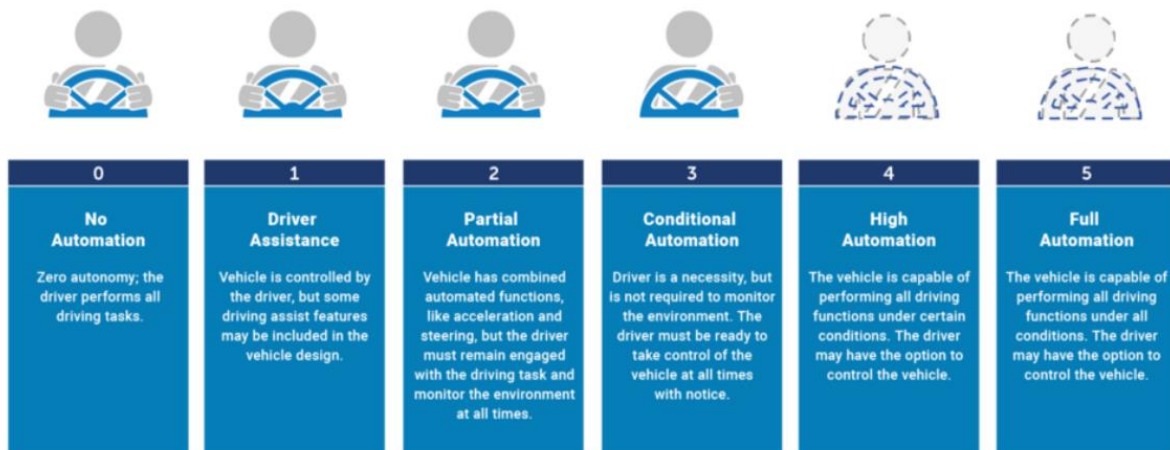 0
No
Automation
Zero autonomy; the
driver performs all
driving tasks.
1
Driver
Assistance
Vehicle is controlled by
the driver, but some
driving assist features
may be included in the
vehicle design.
2
Partial
Automation
Vehicle has combined
automated functions,
like acceleration and
steering, but the driver
must remain engaged
with the driving task and
monitor the environment
at all times.
3
Conditional
Automation
Driver is a necessity, but
is not required to monitor
the environment. The
driver must be ready to
take control of the
vehicle at all times
with notice.
4
High
Automation
The vehicle is capable of
performing all driving
functions under certain
conditions. The driver
may have the option to
control the vehicle.
5
Full
Automation
The vehicle is capable of
performing all driving
functions under all
conditions. The driver
may have the option to
control the vehicle.